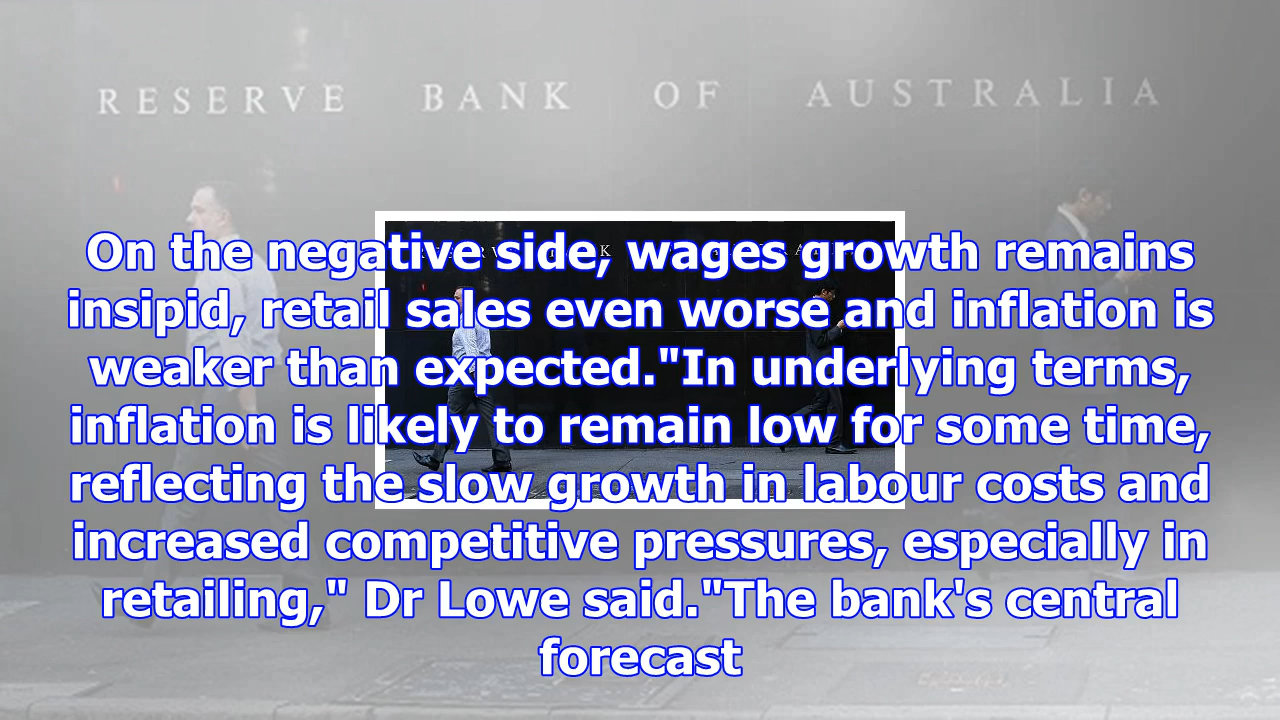 RESERVE BANK OF AUSTRALIA
On the negative side, wages growth remains
insipid, retail sales even worse and inflation is
weaker than expected."In underlying terms,
inflation is likely to remain low for some time,
reflecting the slow growth in labour costs and
increased competitive pressures, especially in
retailing," Dr Lowe said."The bank's central
forecast